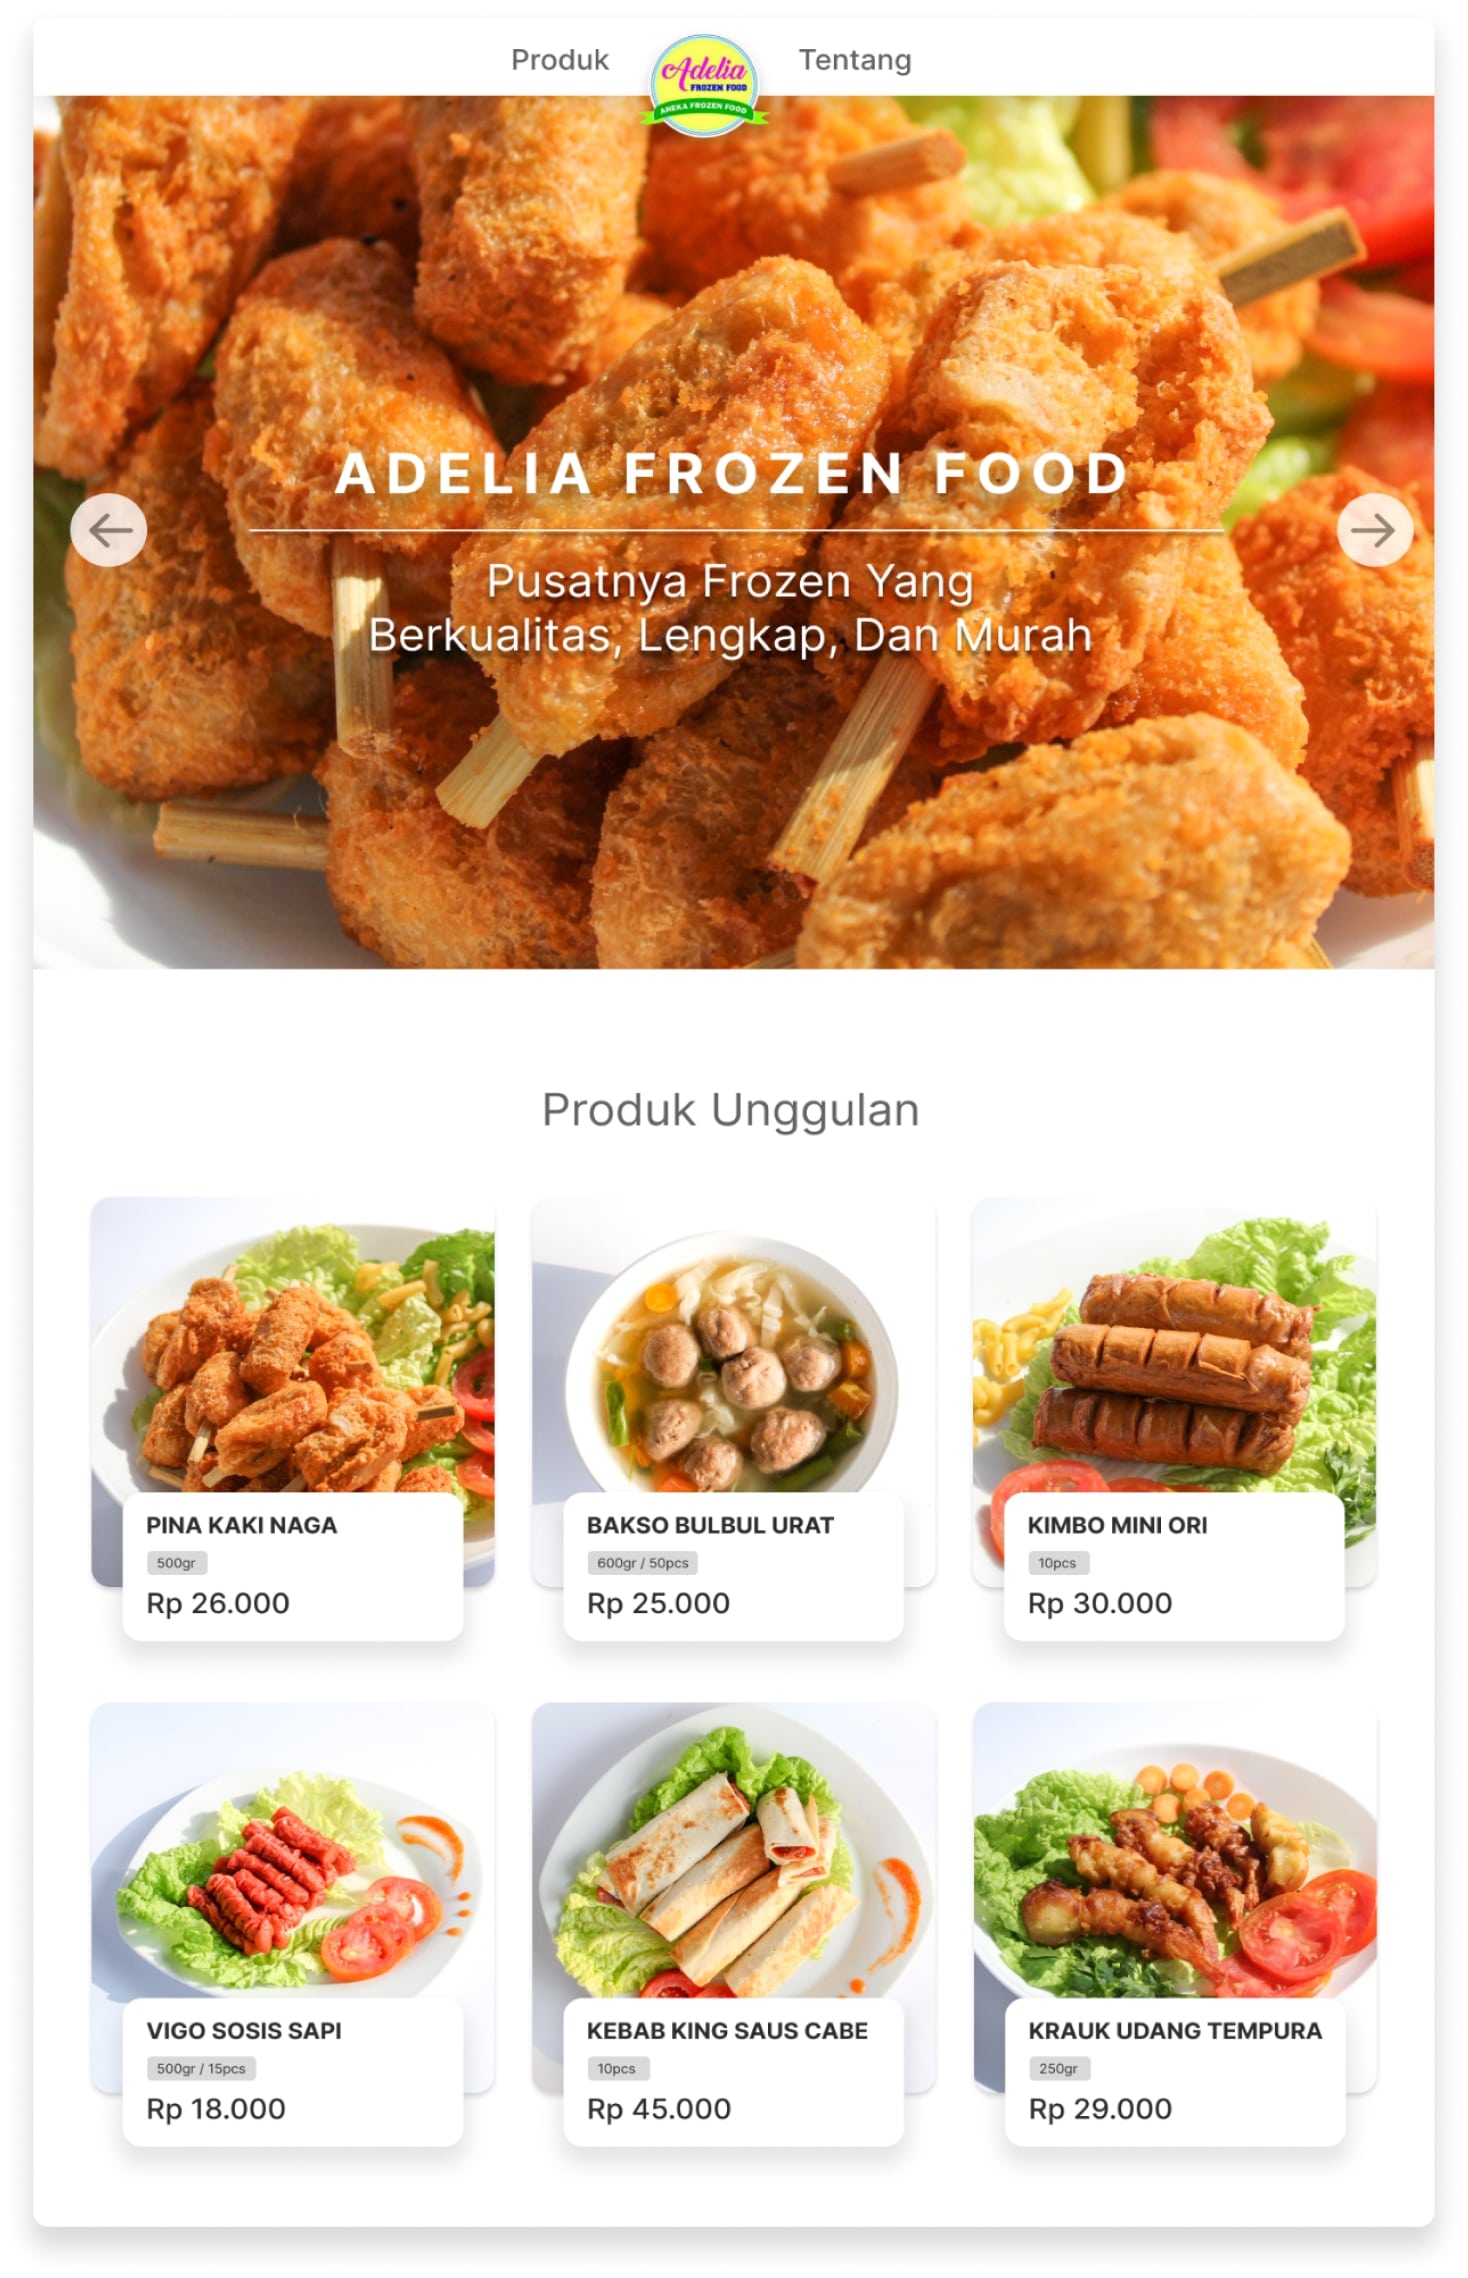 Produk
Adelia
FROZEN FOOD
ANEKA FROZEN FOOD
Tentang
ADELIA FROZEN FOOD
Pusatnya Frozen Yang
Berkualitas, Lengkap, Dan Murah
Produk Unggulan
PINA KAKI NAGA
500gr
Rp 26.000
BAKSO BULBUL URAT
600gr / 50pcs
Rp 25.000
KIMBO MINI ORI
10pcs
Rp 30.000
VIGO SOSIS SAPI
500gr / 15pcs
Rp 18.000
KEBAB KING SAUS CABE
10pcs
Rp 45.000
KRAUK UDANG TEMPURA
250gr
Rp 29.000